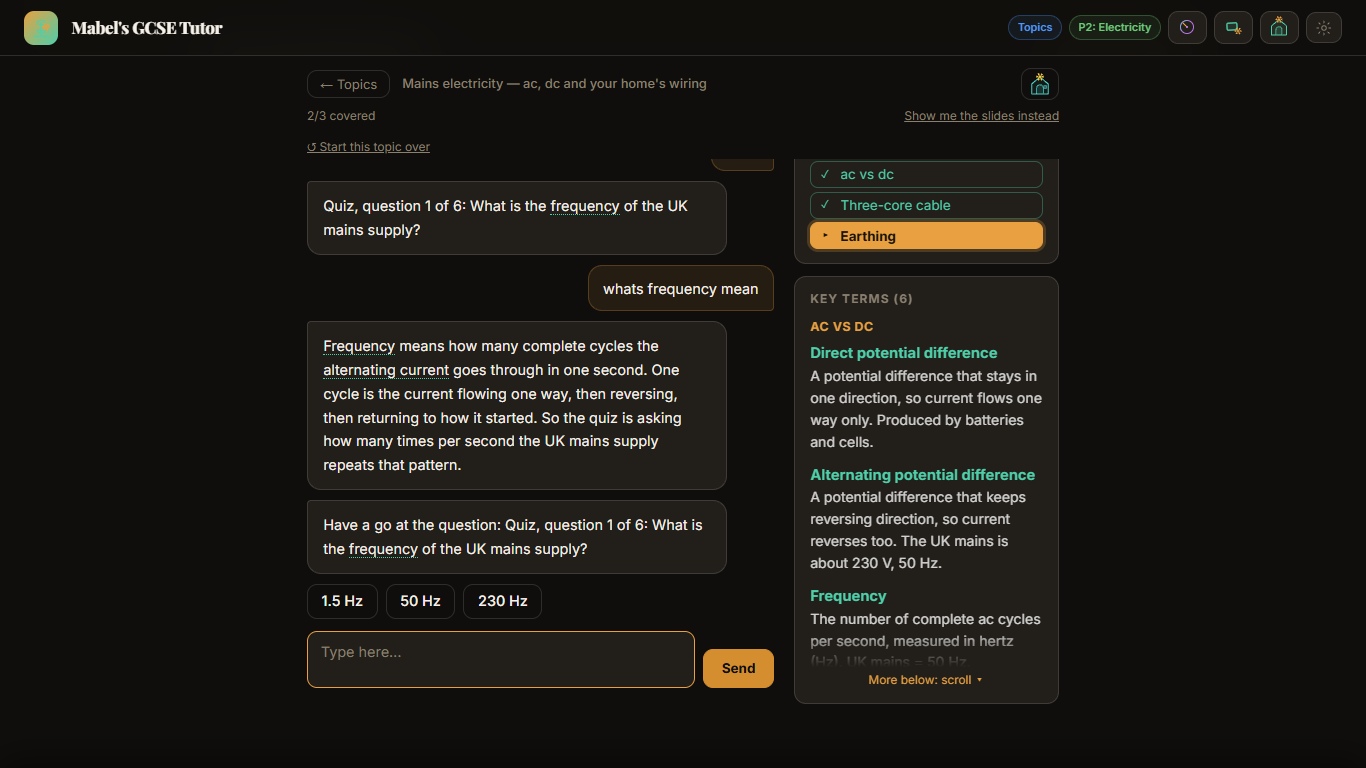 Mabel's GCSE Tutor
Topics
P2: Electricity
← Topics
Mains electricity — ac, dc and your home's wiring
2/3 covered
Show me the slides instead
↺ Start this topic over
Quiz, question 1 of 6: What is the frequency of the UK
mains supply?
whats frequency mean
Frequency means how many complete cycles the
alternating current goes through in one second. One
cycle is the current flowing one way, then reversing,
then returning to how it started. So the quiz is asking
how many times per second the UK mains supply
repeats that pattern.
Have a go at the question: Quiz, question 1 of 6: What is
the frequency of the UK mains supply?
1.5 Hz
50 Hz
230 Hz
Type here...
Send
✓ ac vs dc
✓ Three-core cable
‣ Earthing
KEY TERMS (6)
AC VS DC
Direct potential difference
A potential difference that stays in
one direction, so current flows one
way only. Produced by batteries
and cells.
Alternating potential difference
A potential difference that keeps
reversing direction, so current
reverses too. The UK mains is
about 230 V, 50 Hz.
Frequency
The number of complete ac cycles
per second, measured in hertz
(Hz). UK mains = 50 Hz
More below: scroll ▾